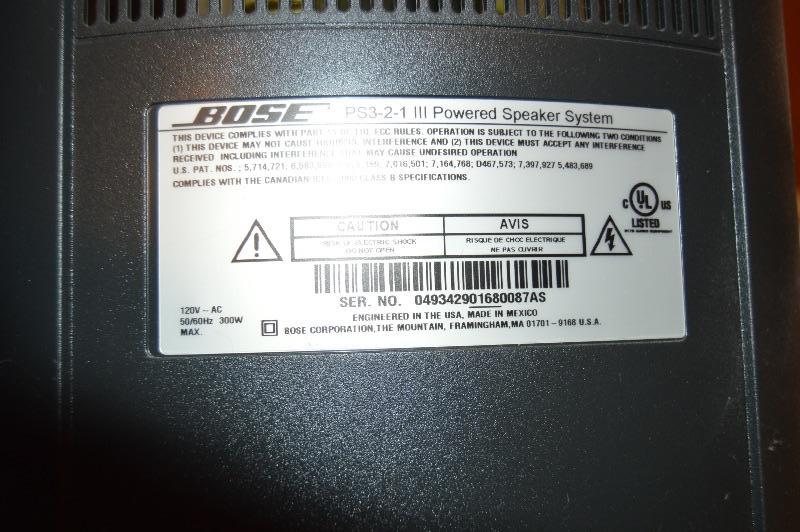 BOSE PS3-2-1 III Powered Speaker System
THIS DEVICE COMPLIES WITH PART 15 OF THE FCC RULES. OPERATION IS SUBJECT TO THE FOLLOWING TWO CONDITIONS
(1) THIS DEVICE MAY NOT CAUSE HARMFUL INTERFERENCE AND (2) THIS DEVICE MUST ACCEPT ANY INTERFERENCE
RECEIVED INCLUDING INTERFERENCE THAT MAY CAUSE UNDESIRED OPERATION
U.S. PAT. NOS.; 5,714,721; 7,016,501; 7,164,768; D467,573; 7,397,927 5,483,689
COMPLIES WITH THE CANADIAN CLASS B SPECIFICATIONS.
C UL US
LISTED
CAUTION AVIS
RISK OF ELECTRIC SHOCK RISQUE DE CHOC ELECTRIQUE
DO NOT OPEN NE PAS OUVRIR
SER. NO. 049342901680087AS
120V ~ AC
50/60Hz 300W
MAX.
ENGINEERED IN THE USA, MADE IN MEXICO
BOSE CORPORATION,THE MOUNTAIN, FRAMINGHAM,MA 01701-9168 U.S.A.